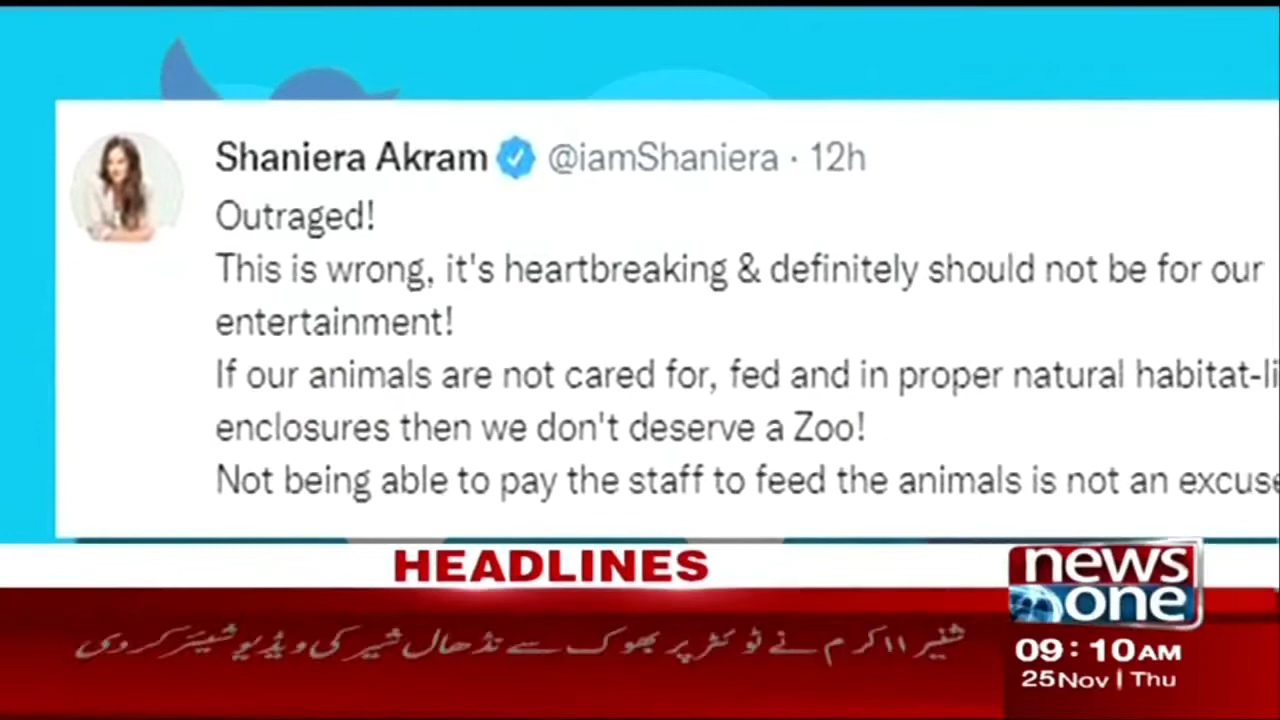 Shaniera Akram @iamShaniera · 12h
Outraged!
This is wrong, it's heartbreaking & definitely should not be for our
entertainment!
If our animals are not cared for, fed and in proper natural habitat-li
enclosures then we don't deserve a Zoo!
Not being able to pay the staff to feed the animals is not an excuse
HEADLINES
news
one
شنیرا اکرم نے ٹوئٹر پر بھوک سے نڈھال شیر کی ویڈیو شیئر کر دی
09:10AM
25Nov | Thu